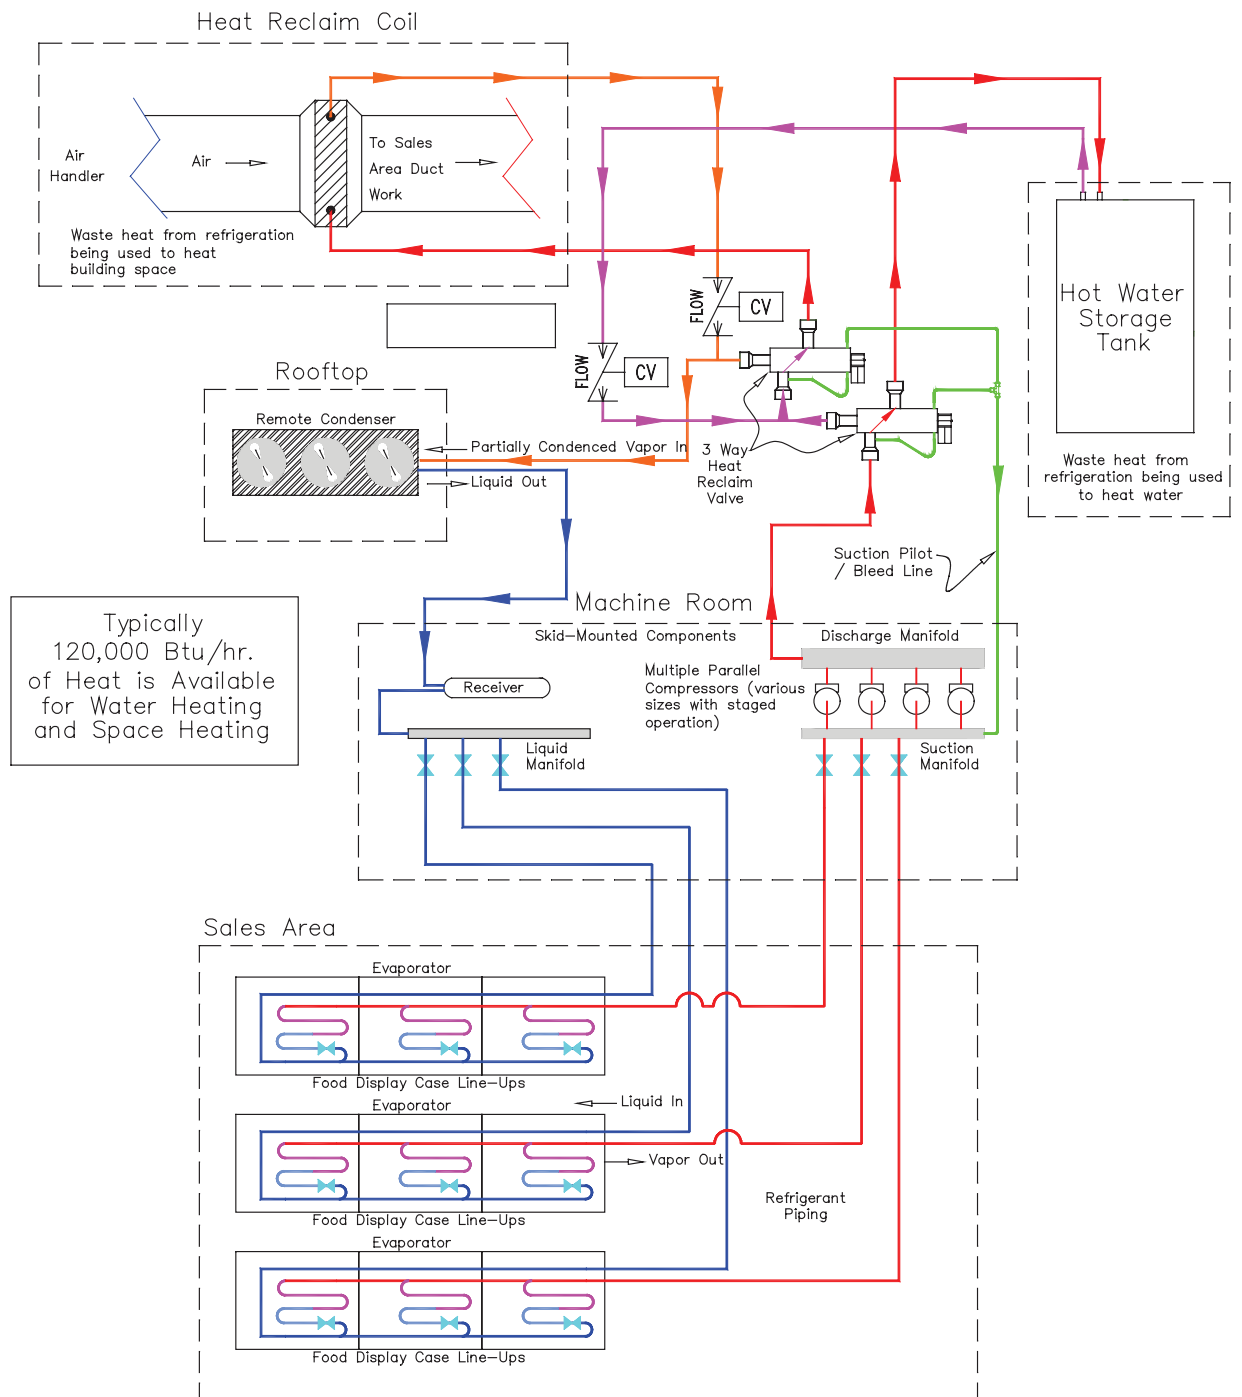 Heat Reclaim Coil
Air
Handler
Air
To Sales
Area Duct
Work
Waste heat from refrigeration
being used to heat
building space
FLOW
CV
FLOW
CV
Hot Water
Storage
Tank
Waste heat from
refrigeration being used
to heat water
Rooftop
Remote Condenser
Partially Condenced Vapor In
Liquid Out
3 Way
Heat
Reclaim
Valve
Suction Pilot
/ Bleed Line
Typically
120,000 Btu/hr.
of Heat is Available
for Water Heating
and Space Heating
Machine Room
Skid-Mounted Components
Discharge Manifold
Multiple Parallel
Compressors (various
sizes with staged
operation)
Receiver
Liquid
Manifold
Suction
Manifold
Sales Area
Evaporator
Food Display Case Line-Ups
Liquid In
Evaporator
Vapor Out
Food Display Case Line-Ups
Refrigerant
Piping
Evaporator
Food Display Case Line-Ups